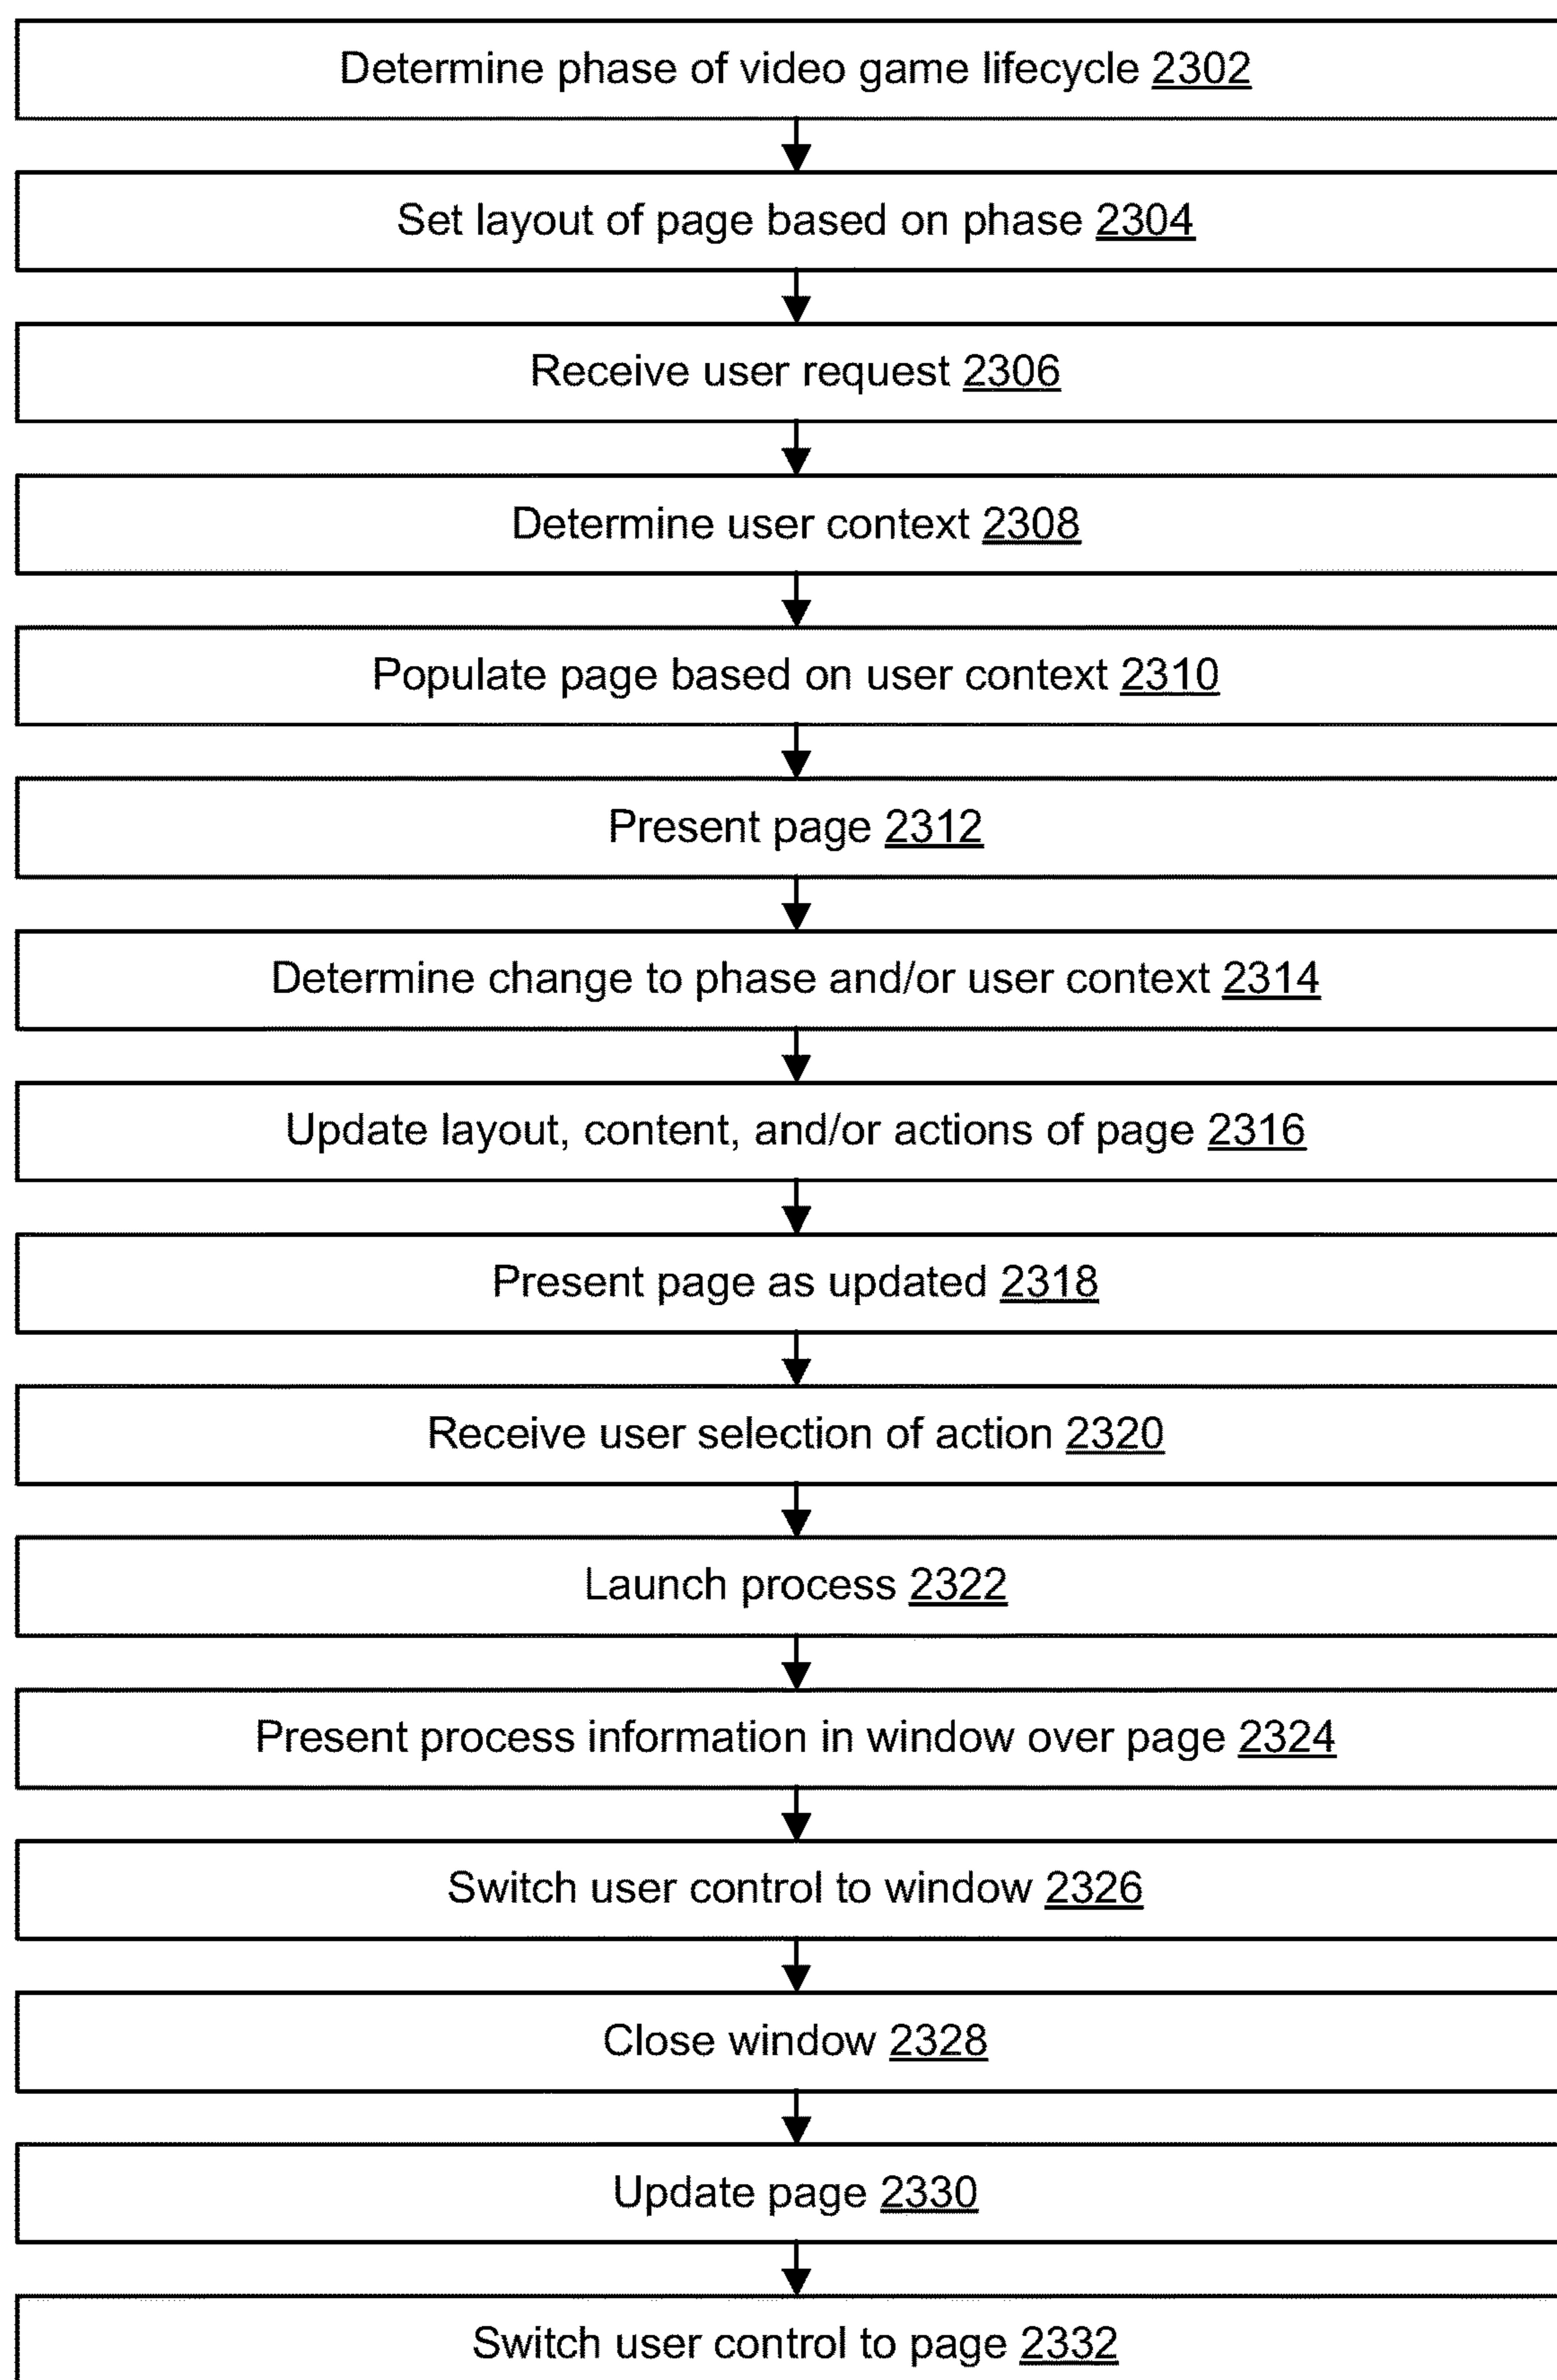 Determine phase of video game lifecycle 2302
Set layout of page based on phase 2304
Receive user request 2306
Determine user context 2308
Populate page based on user context 2310
Present page 2312
Determine change to phase and/or user context 2314
Update layout, content, and/or actions of page 2316
Present page as updated 2318
Receive user selection of action 2320
Launch process 2322
Present process information in window over page 2324
Switch user control to window 2326
Close window 2328
Update page 2330
Switch user control to page 2332